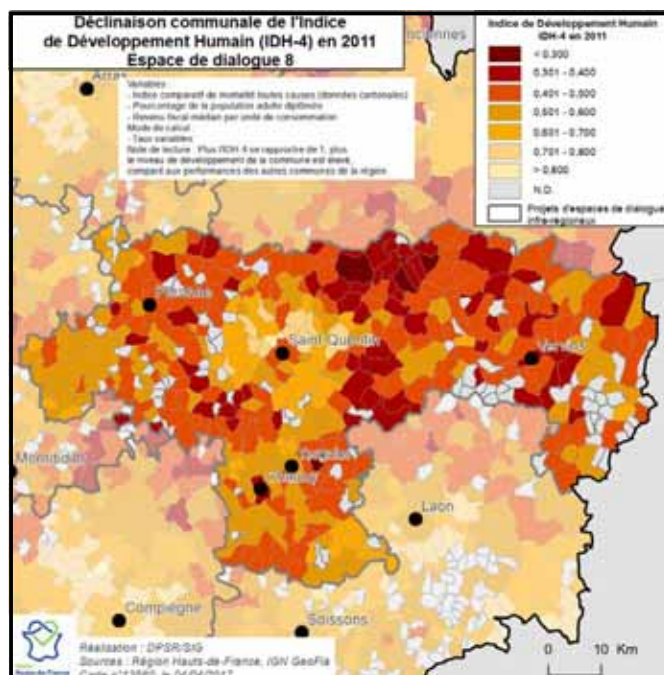 Déclinaison communale de l'Indice
de Développement Humain (IDH-4) en 2011
Espace de dialogue 8
Variables :
- Indice comparatif de mortalité toutes causes (données cantonales)
- Pourcentage de la population adulte diplômée
- Revenu fiscal médian par unité de consommation
Mode de calcul :
- Taux variables
Note de lecture : Plus l'IDH-4 se rapproche de 1, plus
le niveau de développement de la commune est élevé,
comparé aux performances des autres communes de la région
Indice de Développement Humain
IDH-4 en 2011
< 0.300
0.301 - 0.400
0.401 - 0.500
0.501 - 0.600
0.601 - 0.700
0.701 - 0.800
> 0.800
N.D.
Projets d'espaces de dialogue
infra-régionaux
Arras
Saint-Quentin
Vervins
Laon
Compiègne
Soissons
Réalisation : DPSR/SIG
Sources : Région Hauts-de-France, IGN GeoFla
0 10 Km